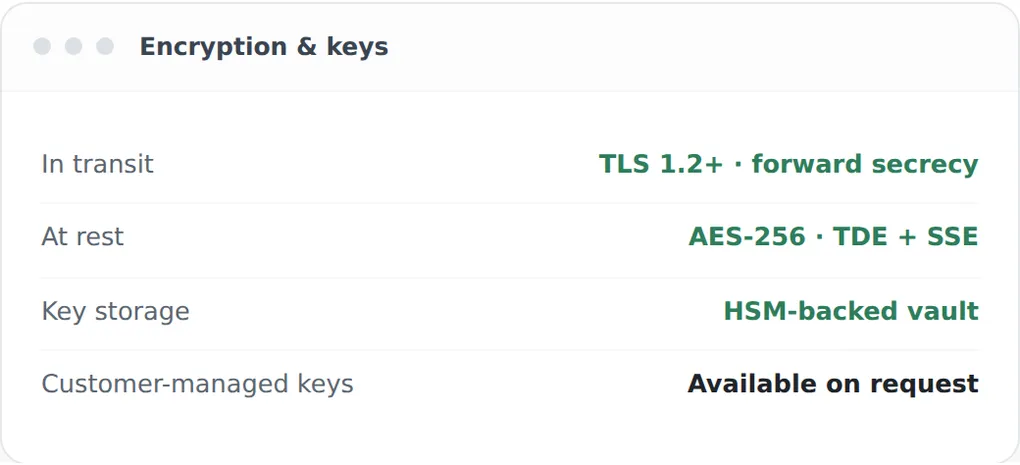 Encryption & keys
In transit TLS 1.2+ · forward secrecy
At rest AES-256 · TDE + SSE
Key storage HSM-backed vault
Customer-managed keys Available on request